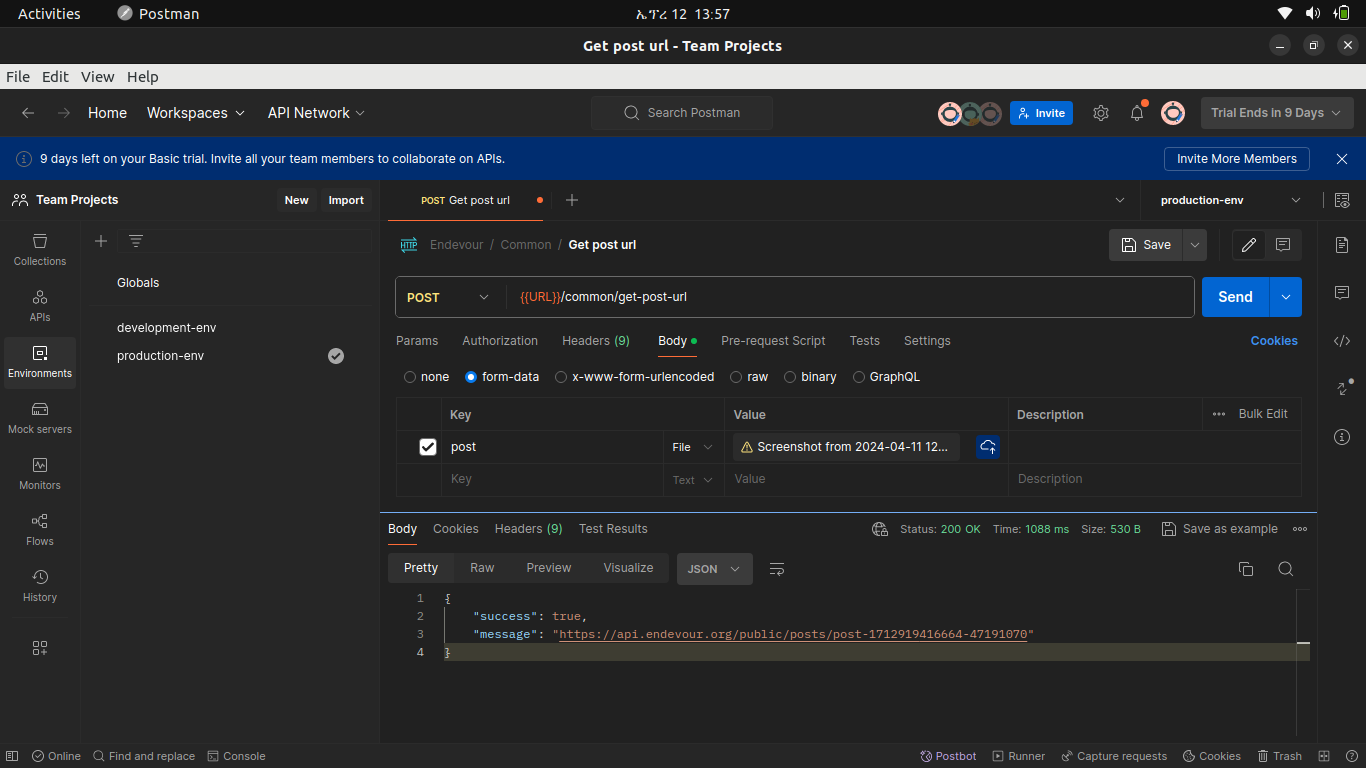 Activities Postman ኤፕሪ 12 13:57
Get post url - Team Projects
File Edit View Help
Home Workspaces API Network Search Postman Invite Trial Ends in 9 Days
9 days left on your Basic trial. Invite all your team members to collaborate on APIs. Invite More Members
Team Projects New Import POST Get post url production-env
Collections
APIs
Environments
Mock servers
Monitors
Flows
History
Globals
development-env
production-env
HTTP Endevour / Common / Get post url Save
POST {{URL}}/common/get-post-url Send
Params Authorization Headers (9) Body Pre-request Script Tests Settings Cookies
none form-data x-www-form-urlencoded raw binary GraphQL
Key Value Description Bulk Edit
post File Screenshot from 2024-04-11 12...
Key Text Value Description
Body Cookies Headers (9) Test Results Status: 200 OK Time: 1088 ms Size: 530 B Save as example
Pretty Raw Preview Visualize JSON
1 {
2 "success": true,
3 "message": "https://api.endevour.org/public/posts/post-1712919416664-47191070"
4 }
Online Find and replace Console Postbot Runner Capture requests Cookies Trash